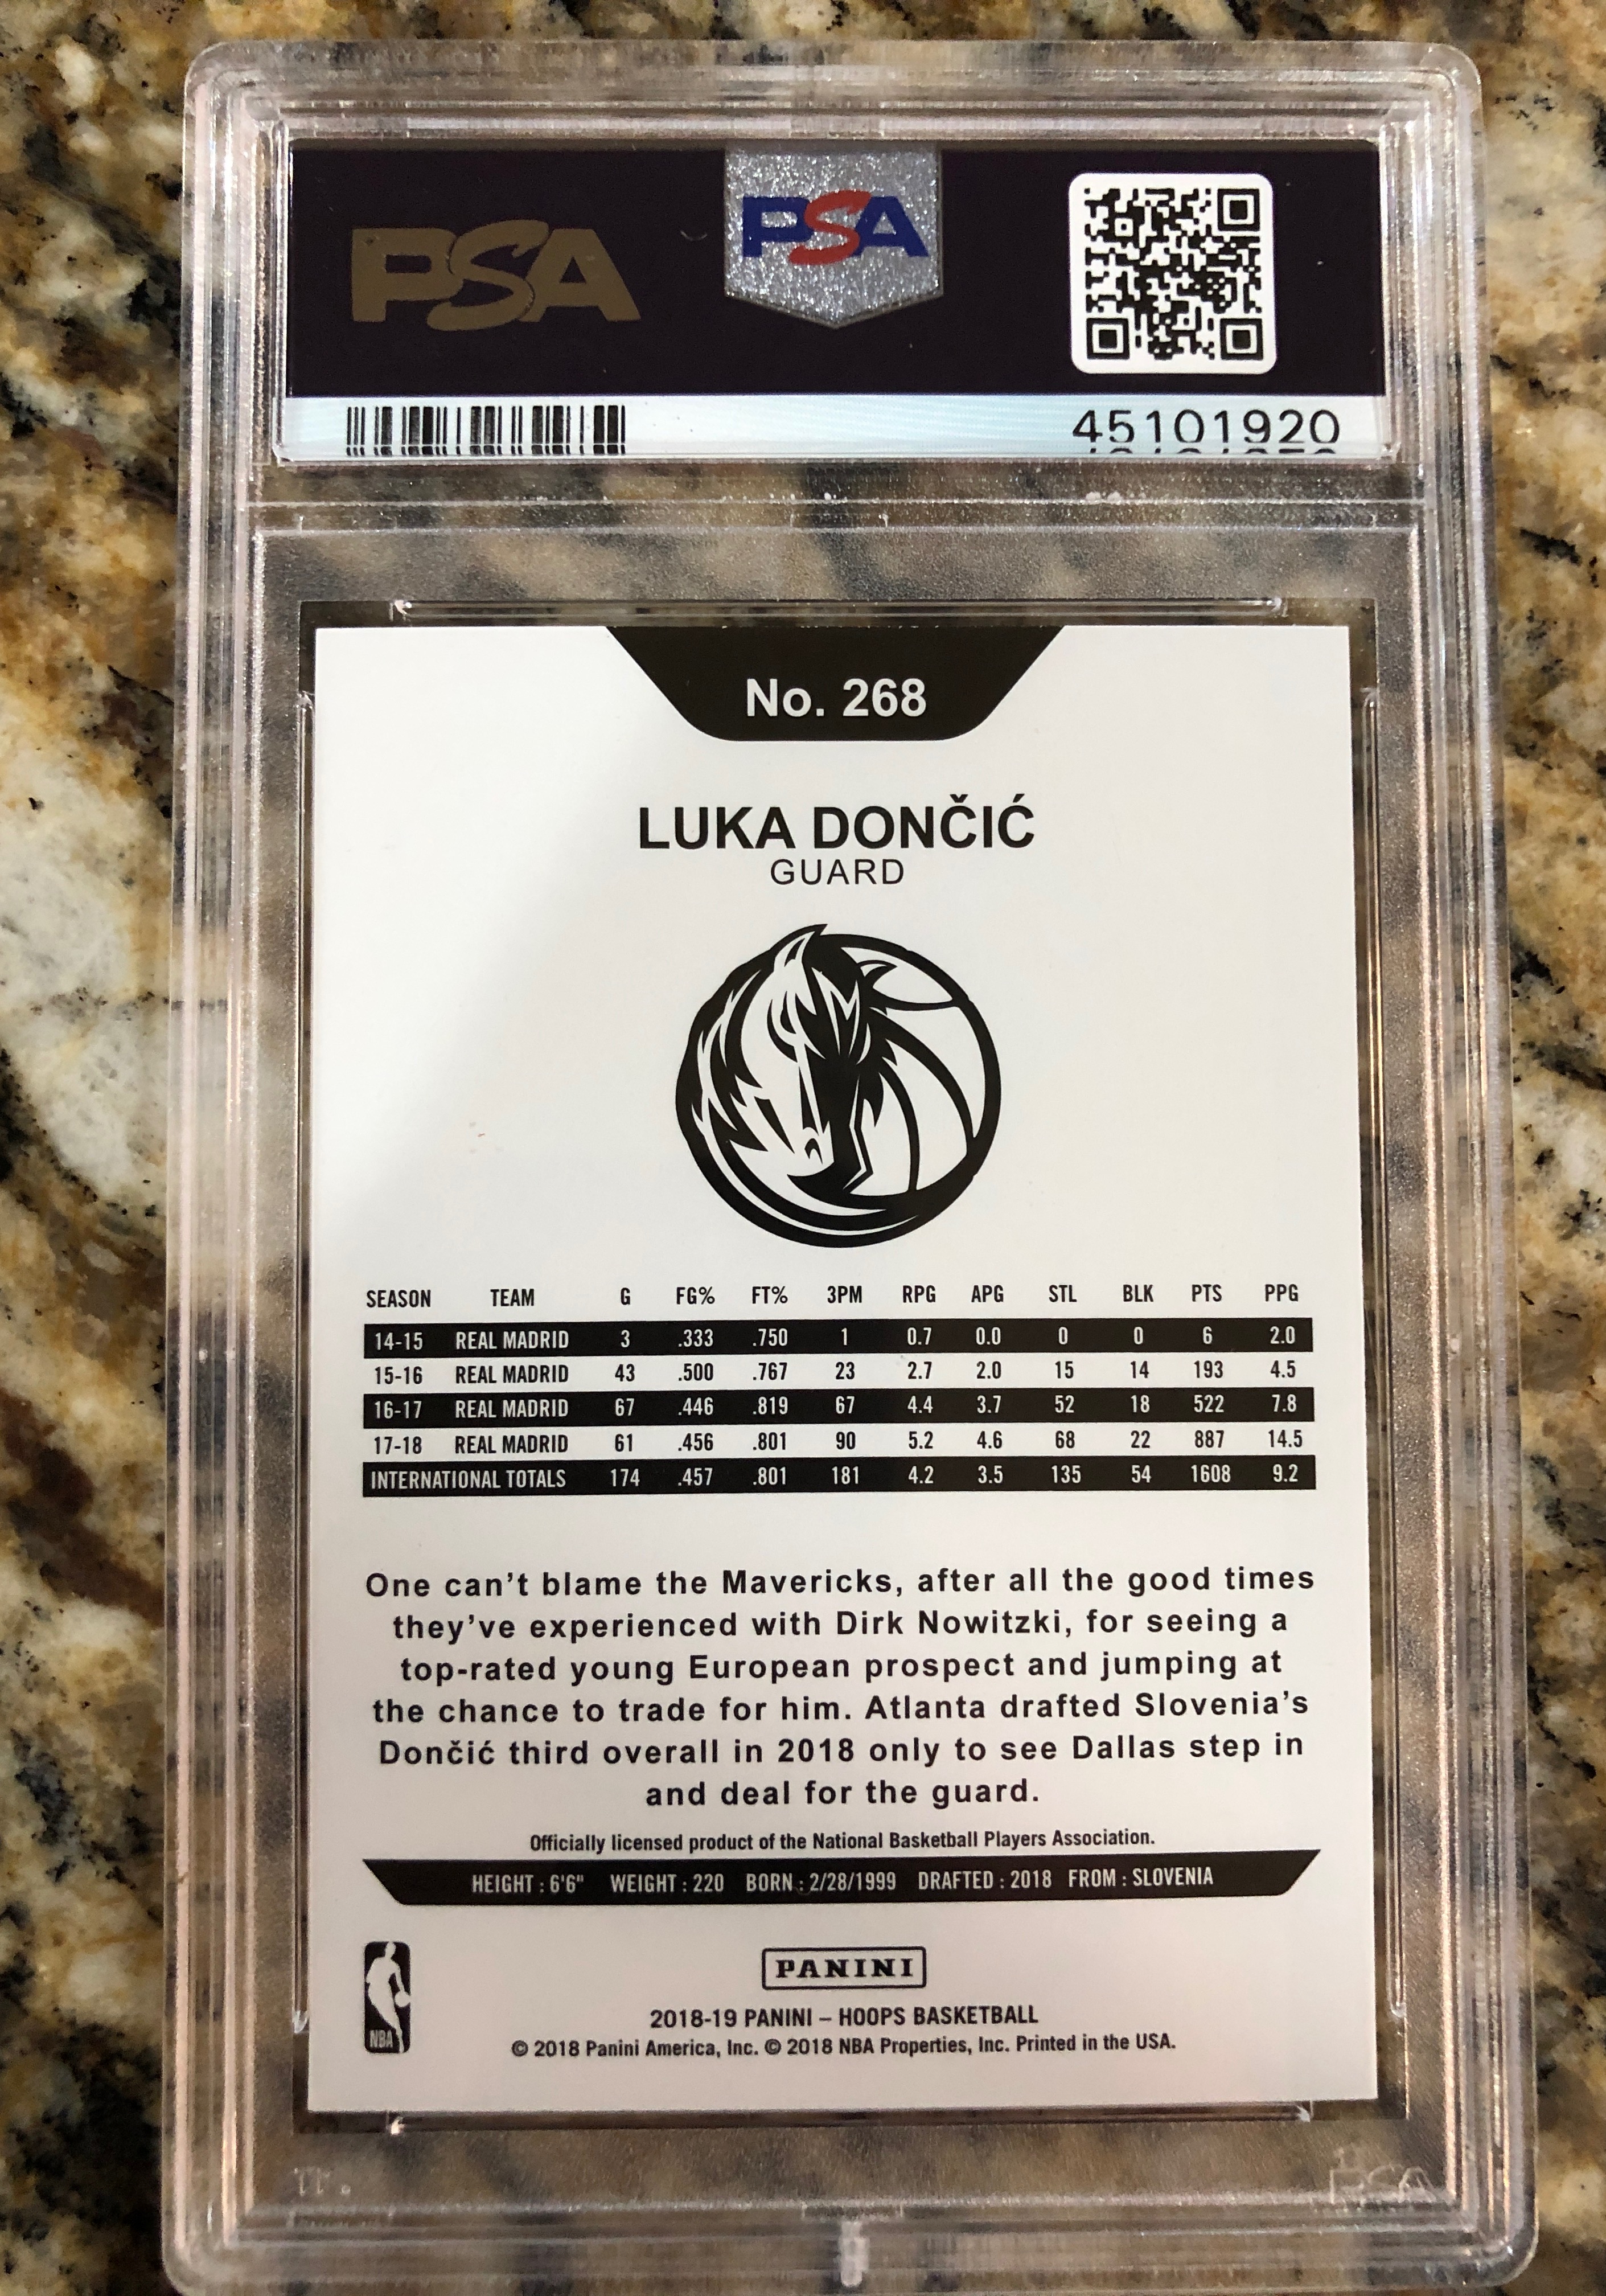 PSA
PSA
45101920
No. 268
LUKA DONČIĆ
GUARD
SEASON TEAM G FG% FT% 3PM RPG APG STL BLK PTS PPG
14-15 REAL MADRID 3 .333 .750 1 0.7 0.0 0 0 6 2.0
15-16 REAL MADRID 43 .500 .767 23 2.7 2.0 15 14 193 4.5
16-17 REAL MADRID 67 .446 .819 67 4.4 3.7 52 18 522 7.8
17-18 REAL MADRID 61 .456 .801 90 5.2 4.6 68 22 887 14.5
INTERNATIONAL TOTALS 174 .457 .801 181 4.2 3.5 135 54 1608 9.2
One can't blame the Mavericks, after all the good times
they've experienced with Dirk Nowitzki, for seeing a
top-rated young European prospect and jumping at
the chance to trade for him. Atlanta drafted Slovenia's
Dončić third overall in 2018 only to see Dallas step in
and deal for the guard.
Officially licensed product of the National Basketball Players Association.
HEIGHT : 6'6" WEIGHT : 220 BORN : 2/28/1999 DRAFTED : 2018 FROM : SLOVENIA
NBA
PANINI
2018-19 PANINI – HOOPS BASKETBALL
© 2018 Panini America, Inc. © 2018 NBA Properties, Inc. Printed in the USA.